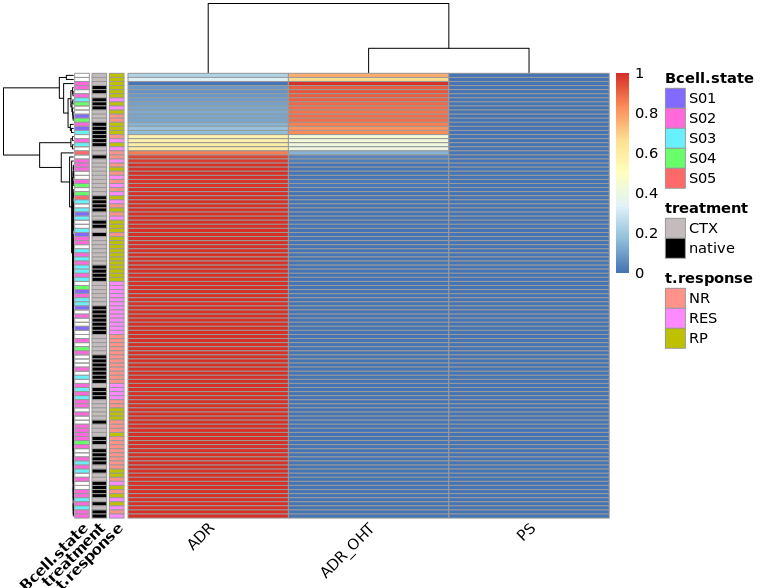 1
0.8
0.6
0.4
0.2
0
Bcell.state
S01
S02
S03
S04
S05
treatment
CTX
native
t.response
NR
RES
RP
Bcell.state
treatment
t.response
ADR
ADR_OHT
PS